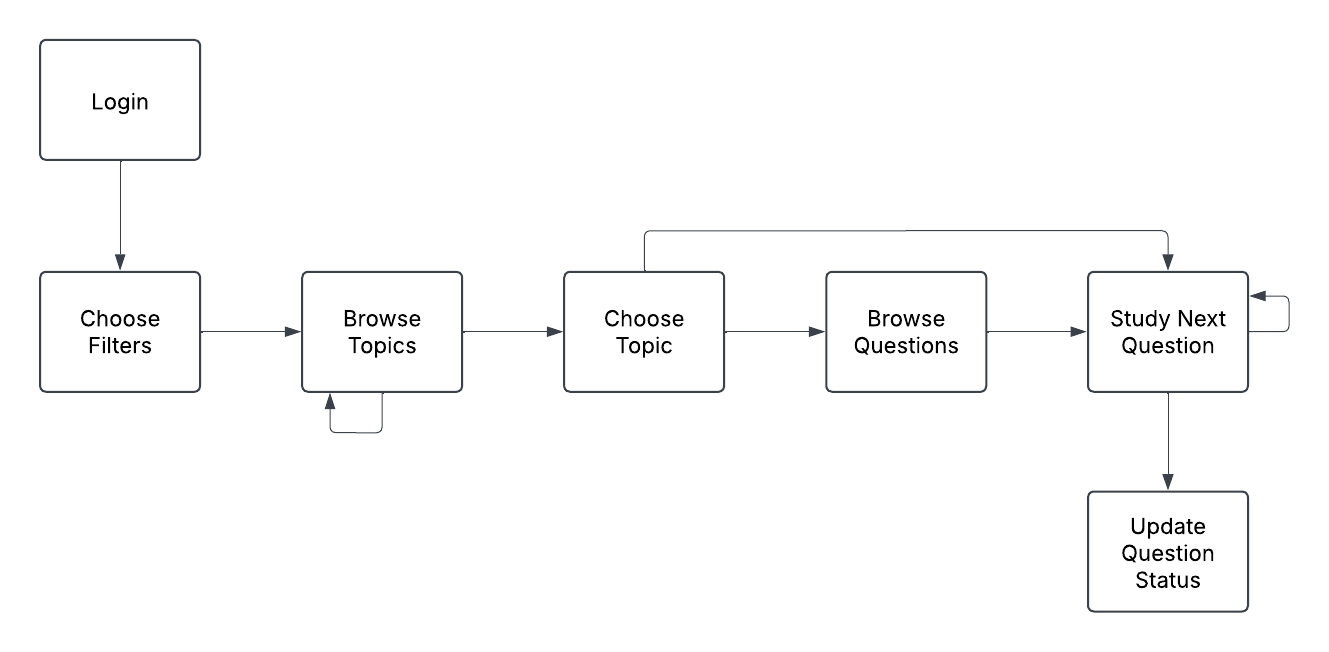 Login
Choose
Filters
Browse
Topics
Choose
Topic
Browse
Questions
Study Next
Question
Update
Question
Status